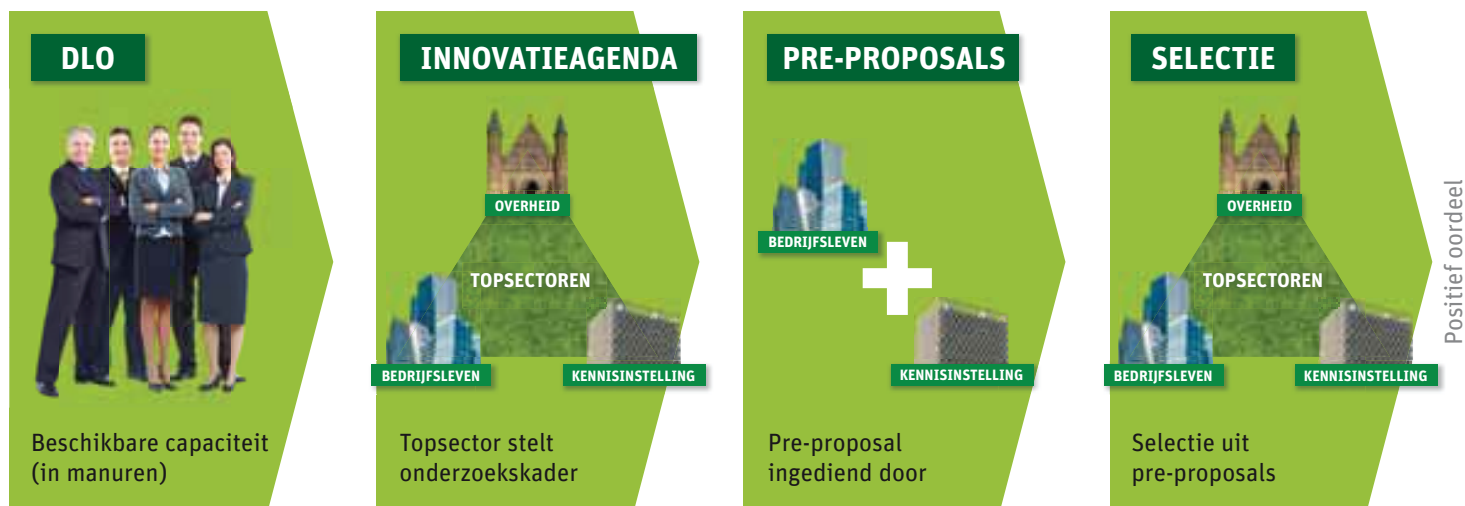 DLO
Beschikbare capaciteit
(in manuren)
INNOVATIEAGENDA
OVERHEID
TOPSECTOREN
BEDRIJFSLEVEN
KENNISINSTELLING
Topsector stelt
onderzoekskader
PRE-PROPOSALS
BEDRIJFSLEVEN
KENNISINSTELLING
Pre-proposal
ingediend door
SELECTIE
OVERHEID
TOPSECTOREN
BEDRIJFSLEVEN
KENNISINSTELLING
Selectie uit
pre-proposals
Positief oordeel